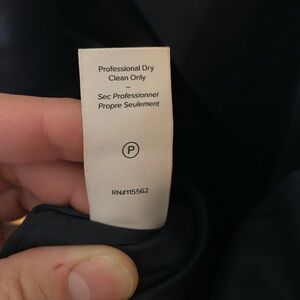 Professional Dry
Clean Only
--
Sec Professionnel
Propre Seulement
P
RN#115562